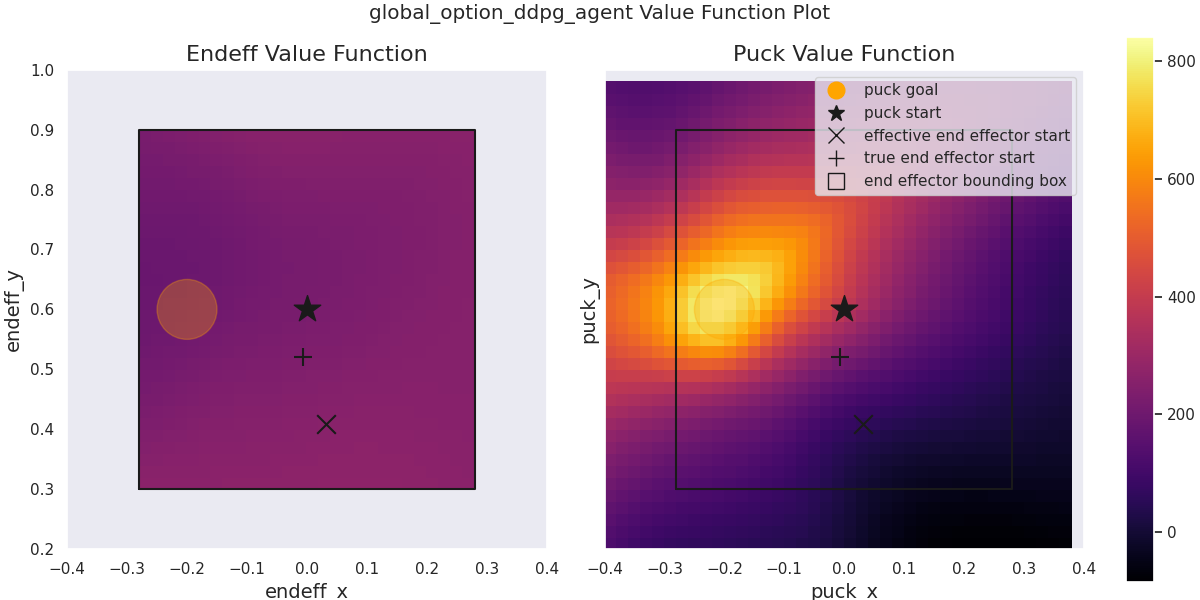 global_option_ddpg_agent Value Function Plot
Endeff Value Function
1.0
0.9
0.8
0.7
0.6
0.5
0.4
0.3
0.2
endeff_y
−0.4 −0.3 −0.2 −0.1 0.0 0.1 0.2 0.3 0.4
endeff_x
Puck Value Function
puck goal
puck start
effective end effector start
true end effector start
end effector bounding box
puck_y
−0.4 −0.3 −0.2 −0.1 0.0 0.1 0.2 0.3 0.4
puck_x
800
600
400
200
0